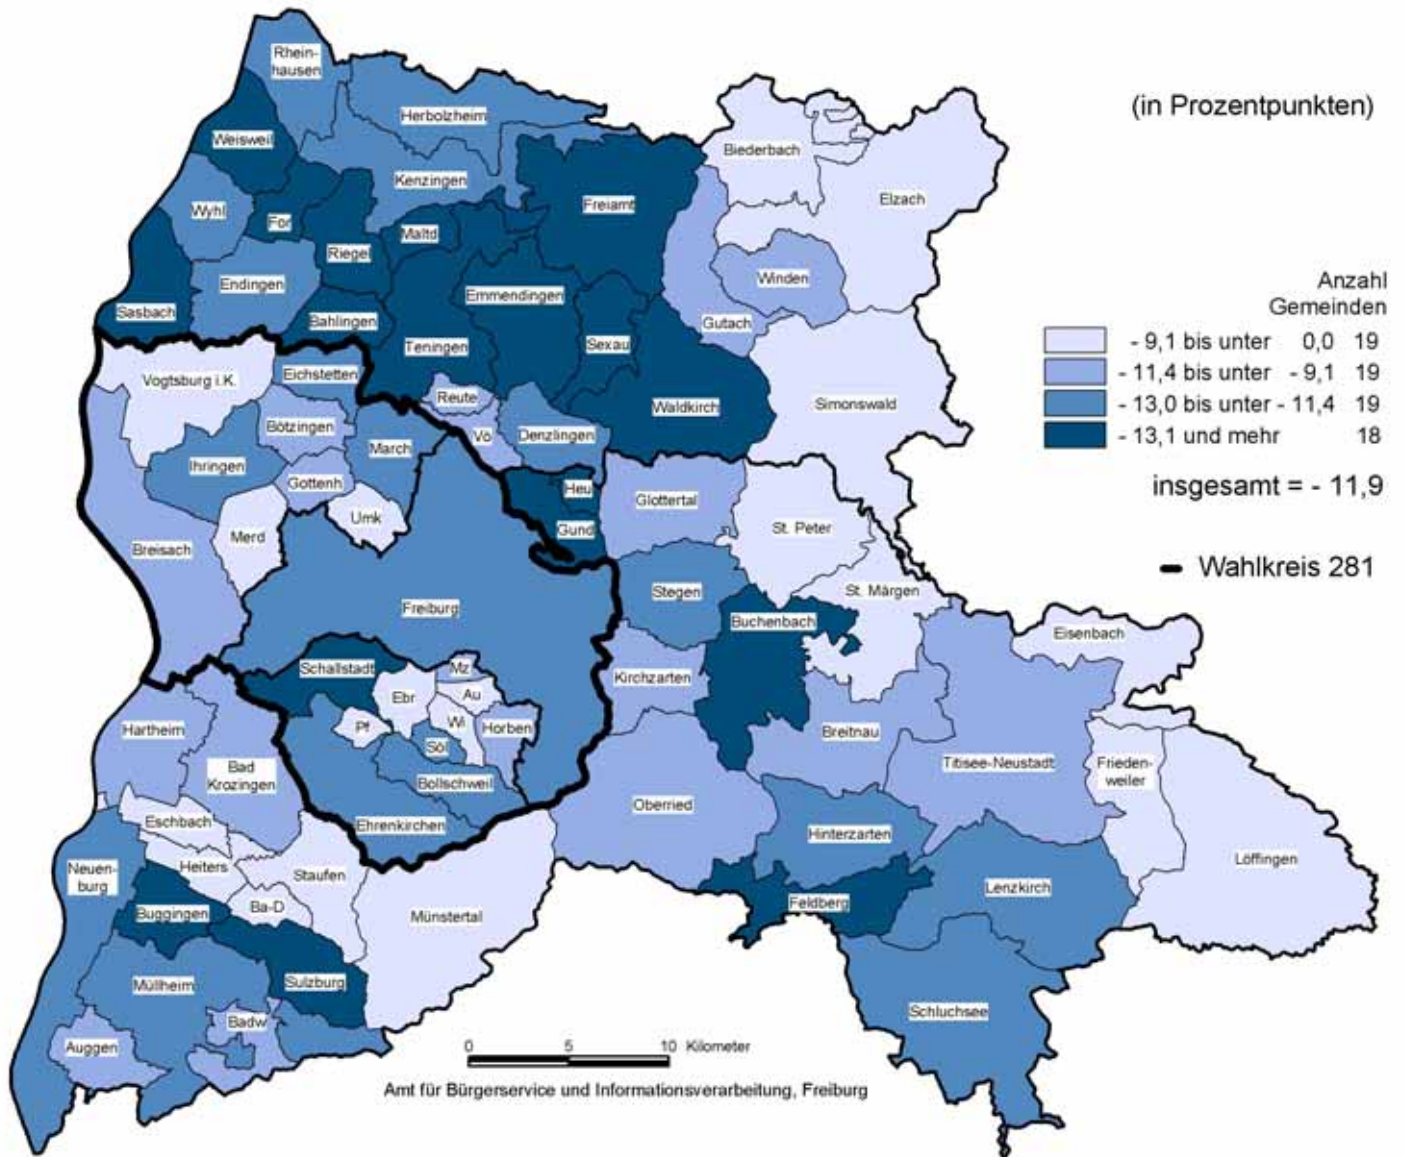 Rhein-
hausen
(in Prozentpunkten)
Herbolzheim
Weisweil
Biederbach
Kenzingen
Elzach
Freiamt
Wyhl
For
Maltd
Riegel
Winden
Endingen
Emmendingen
Sasbach
Bahlingen
Gutach
Teningen
Sexau
Anzahl
Gemeinden
- 9,1 bis unter 0,0 19
- 11,4 bis unter - 9,1 19
- 13,0 bis unter - 11,4 19
- 13,1 und mehr 18
insgesamt = - 11,9
Wahlkreis 281
Vogtsburg i.K.
Eichstetten
Reute
Waldkirch
Simonswald
Bötzingen
Vö
Denzlingen
March
Ihringen
Gottenh
Heu
Glottertal
Umk
Gund
St. Peter
Merd
Breisach
Freiburg
Stegen
St. Märgen
Buchenbach
Eisenbach
Schallstadt
Mz
Kirchzarten
Ebr
Au
Hartheim
Pf
Wi
Horben
Breitnau
Söl
Bad
Krozingen
Titisee-Neustadt
Frieden-
weiler
Bollschweil
Oberried
Eschbach
Ehrenkirchen
Hinterzarten
Löffingen
Neuen-
burg
Heiters
Staufen
Lenzkirch
Ba-D
Feldberg
Buggingen
Münstertal
Müllheim
Sulzburg
Schluchsee
Badw
Auggen
0 5 10 Kilometer
Amt für Bürgerservice und Informationsverarbeitung, Freiburg